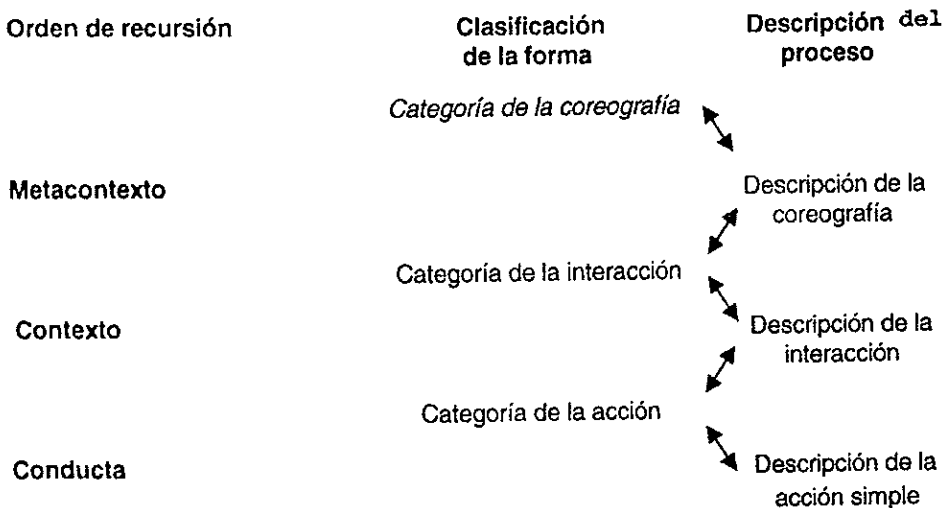 Orden de recursión
Clasificación
de la forma
Descripción del
proceso
Categoría de la coreografía
Metacontexto
Descripción de la
coreografía
Categoría de la interacción
Contexto
Descripción de la
interacción
Categoría de la acción
Conducta
Descripción de la
acción simple